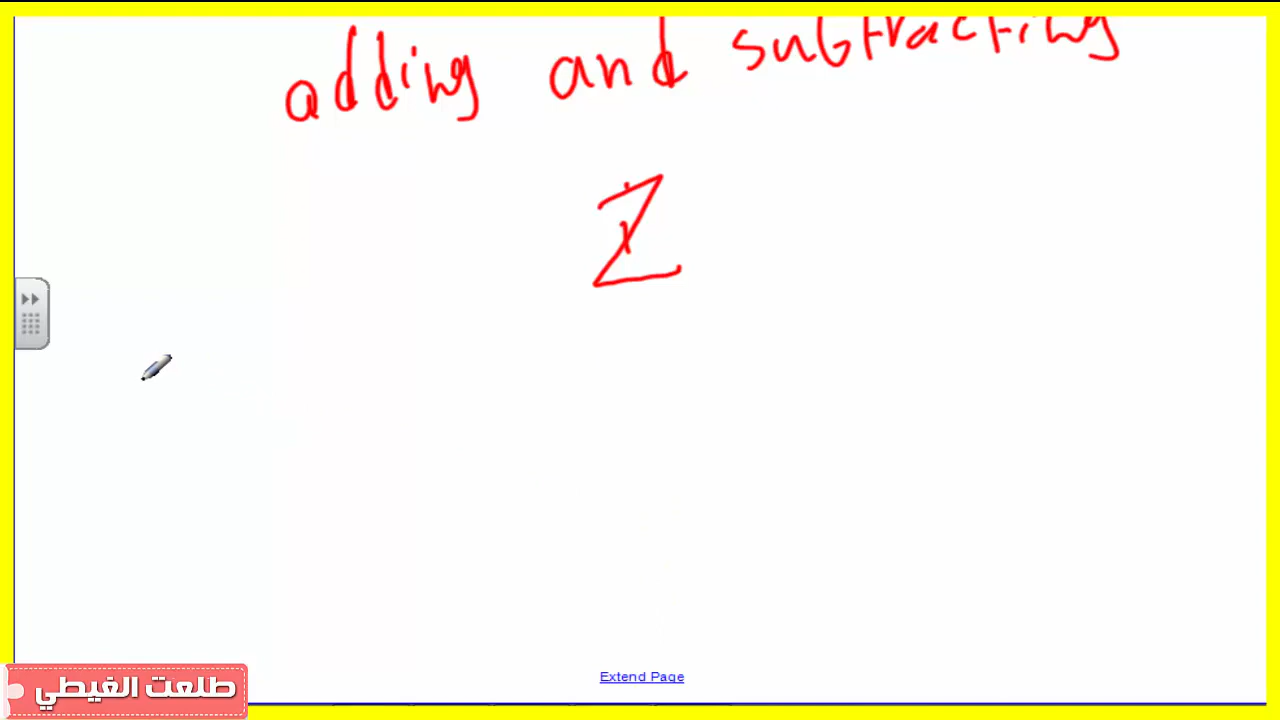 adding and subtracting
Z
Extend Page
طلعت الغيطي